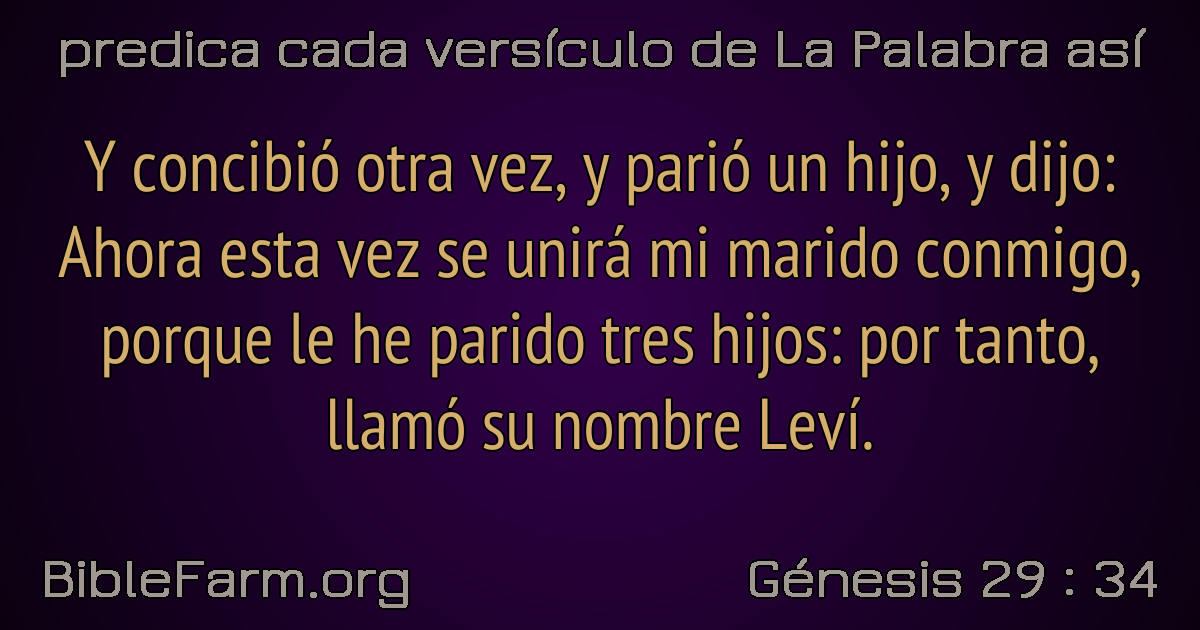 predica cada versículo de La Palabra así
Y concibió otra vez, y parió un hijo, y dijo:
Ahora esta vez se unirá mi marido conmigo,
porque le he parido tres hijos: por tanto,
llamó su nombre Leví.
BibleFarm.org
Génesis 29 : 34